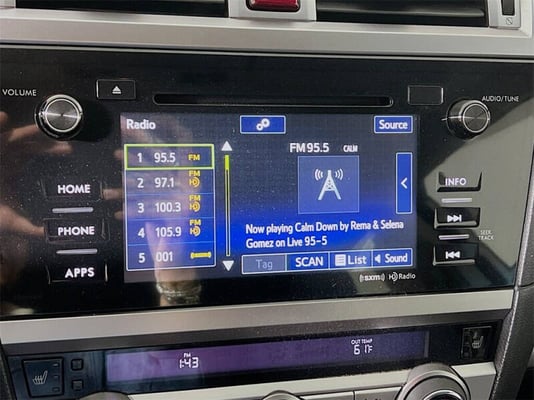 VOLUME
AUDIO/TUNE
Radio
Source
1 95.5 FM
FM95.5 CALM
2 97.1 FM
3 100.3 FM
4 105.9 FM
5 001
Now playing Calm Down by Rema & Selena
Gomez on Live 95-5
Tag SCAN List Sound
HOME
PHONE
APPS
INFO
SEEK
TRACK
((sxm)) HD Radio
PM
1:43
OUT TEMP
61°F